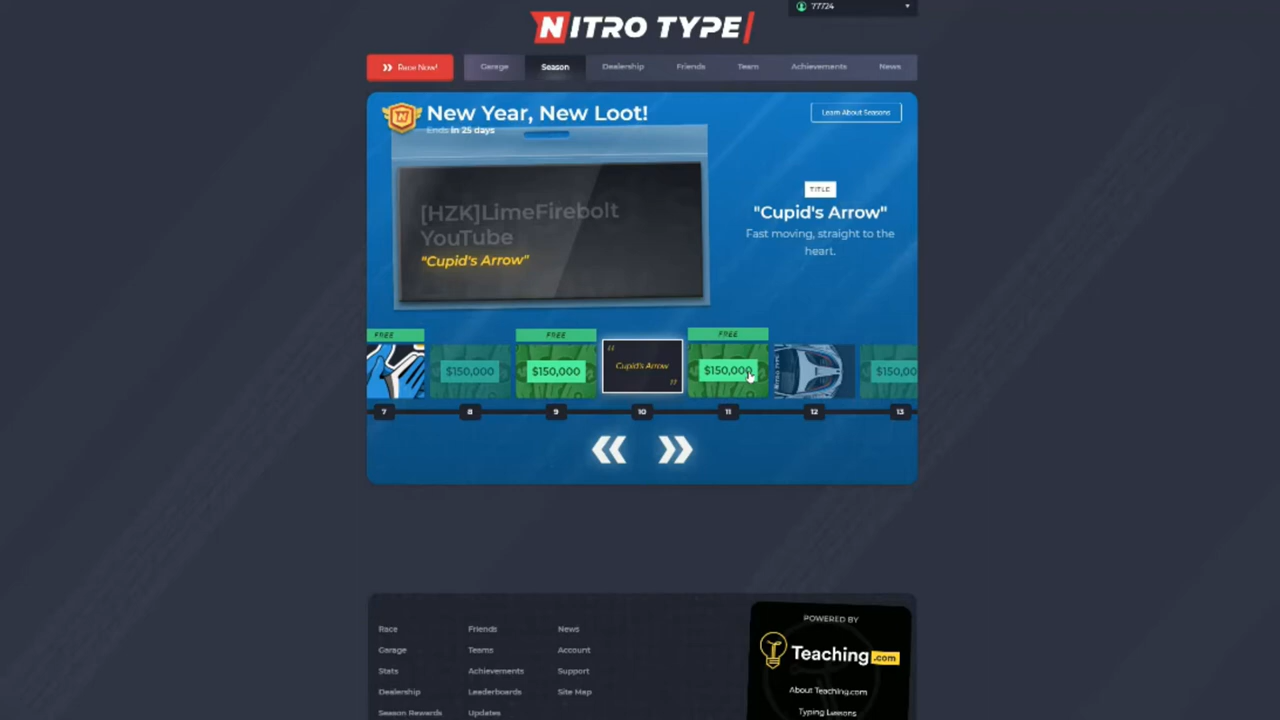 77724
NITRO TYPE
Race Now!
Garage
Season
Dealership
Friends
Team
Achievements
News
New Year, New Loot!
Ends in 25 days
Learn About Seasons
[HZK]LimeFirebolt
YouTube
"Cupid's Arrow"
TITLE
"Cupid's Arrow"
Fast moving, straight to the
heart.
FREE
FREE
FREE
$150,000
$150,000
Cupid's Arrow
$150,000
$150,000
7
8
9
10
11
12
13
Race
Friends
News
Garage
Teams
Account
Stats
Achievements
Support
Dealership
Leaderboards
Site Map
Season Rewards
Updates
POWERED BY
Teaching.com
About Teaching.com
Typing Lessons